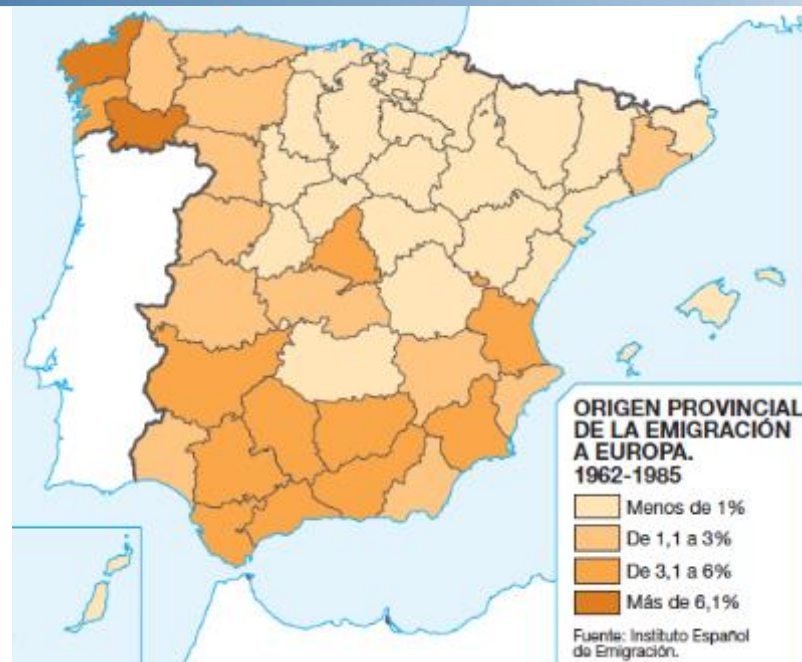 ORIGEN PROVINCIAL
DE LA EMIGRACIÓN
A EUROPA.
1962-1985
Menos de 1%
De 1,1 a 3%
De 3,1 a 6%
Más de 6,1%
Fuente: Instituto Español
de Emigración.